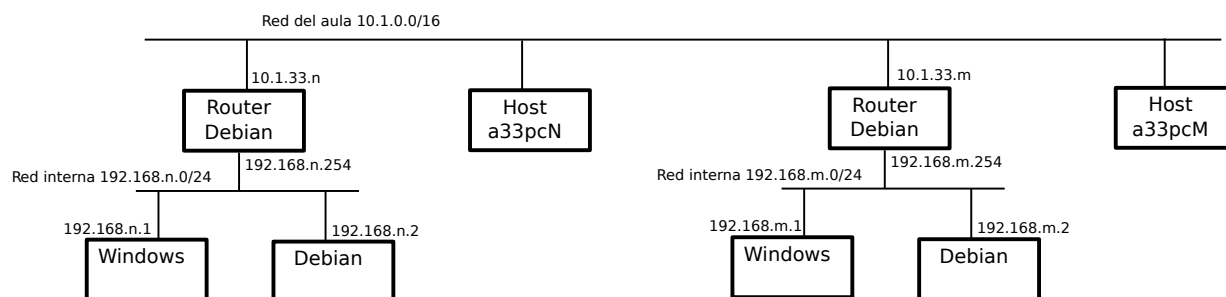 Red del aula 10.1.0.0/16
10.1.33.n
Router
Debian
Host
a33pcN
10.1.33.m
Router
Debian
Host
a33pcM
192.168.n.254
Red interna 192.168.n.0/24
192.168.n.1
Windows
192.168.n.2
Debian
192.168.m.254
Red interna 192.168.m.0/24
192.168.m.1
Windows
192.168.m.2
Debian